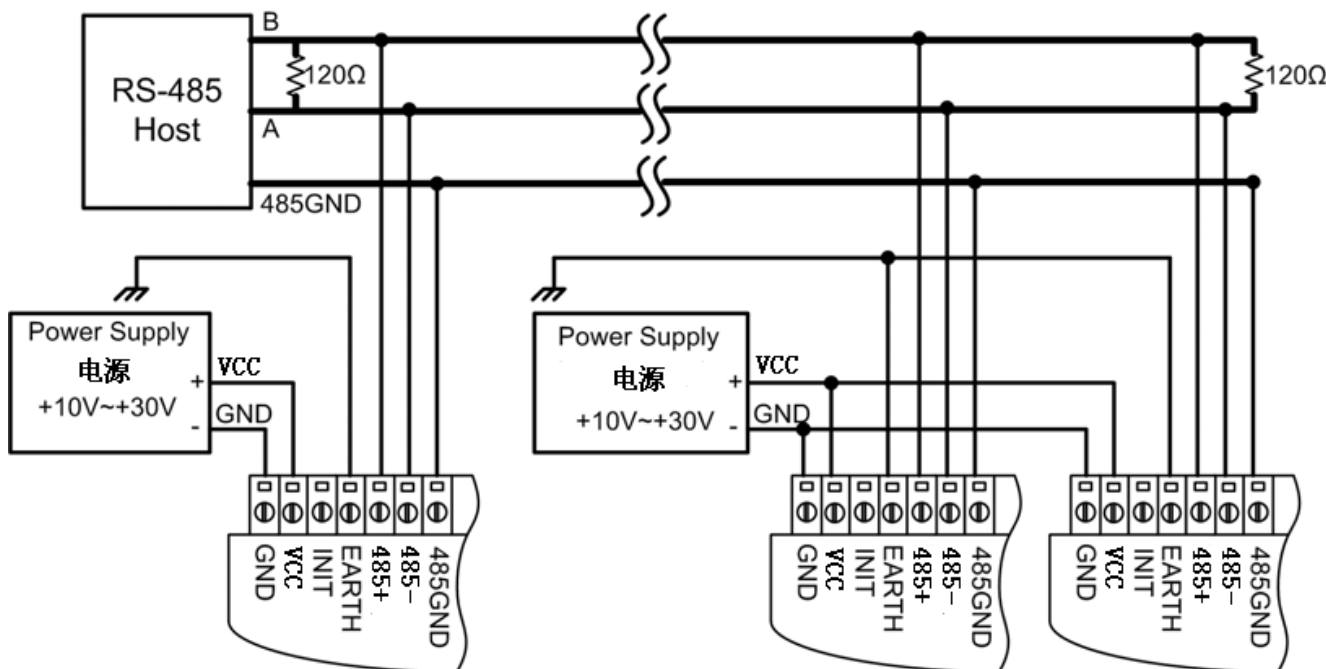 B
RS-485
Host
120Ω
120Ω
A
485GND
Power Supply
电源
+10V~+30V
+
-
VCC
GND
Power Supply
电源
+10V~+30V
+
-
VCC
GND
GND
VCC
INIT
EARTH
485+
485-
485GND
GND
VCC
INIT
EARTH
485+
485-
485GND
GND
VCC
INIT
EARTH
485+
485-
485GND